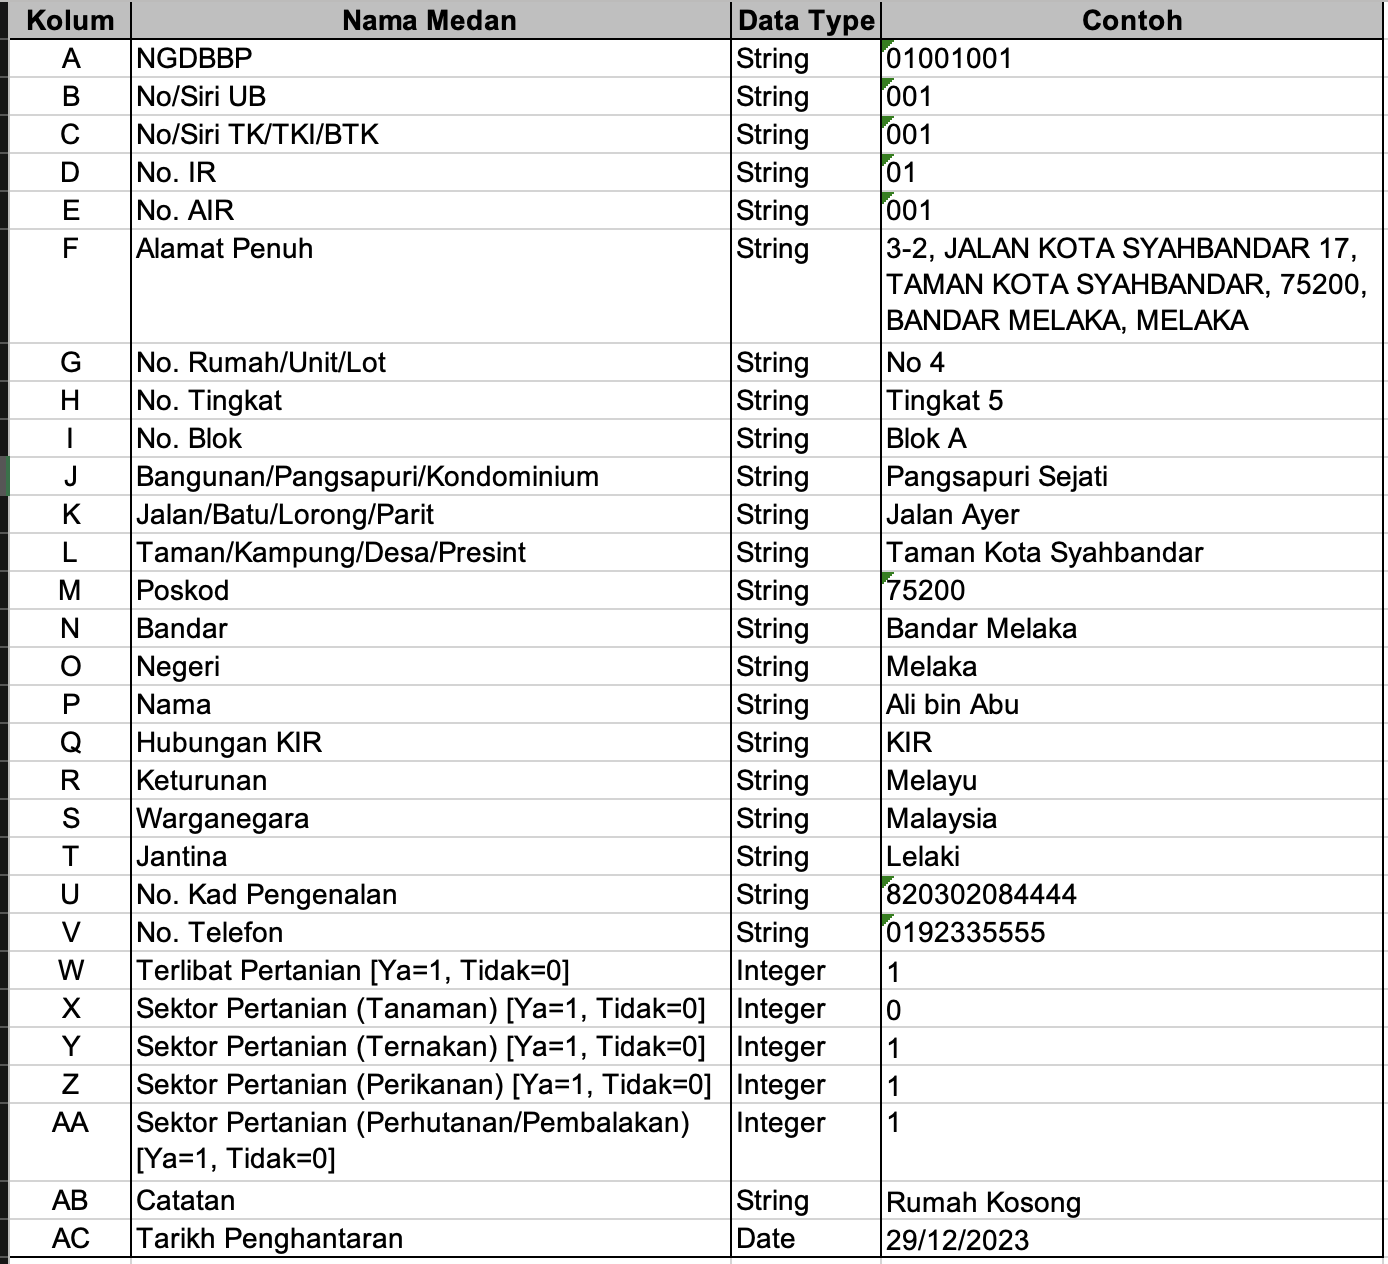 Kolum Nama Medan Data Type Contoh
A NGDBBP String 01001001
B No/Siri UB String 001
C No/Siri TK/TKI/BTK String 001
D No. IR String 01
E No. AIR String 001
F Alamat Penuh String 3-2, JALAN KOTA SYAHBANDAR 17,
TAMAN KOTA SYAHBANDAR, 75200,
BANDAR MELAKA, MELAKA
G No. Rumah/Unit/Lot String No 4
H No. Tingkat String Tingkat 5
I No. Blok String Blok A
J Bangunan/Pangsapuri/Kondominium String Pangsapuri Sejati
K Jalan/Batu/Lorong/Parit String Jalan Ayer
L Taman/Kampung/Desa/Presint String Taman Kota Syahbandar
M Poskod String 75200
N Bandar String Bandar Melaka
O Negeri String Melaka
P Nama String Ali bin Abu
Q Hubungan KIR String KIR
R Keturunan String Melayu
S Warganegara String Malaysia
T Jantina String Lelaki
U No. Kad Pengenalan String 820302084444
V No. Telefon String 0192335555
W Terlibat Pertanian [Ya=1, Tidak=0] Integer 1
X Sektor Pertanian (Tanaman) [Ya=1, Tidak=0] Integer 0
Y Sektor Pertanian (Ternakan) [Ya=1, Tidak=0] Integer 1
Z Sektor Pertanian (Perikanan) [Ya=1, Tidak=0] Integer 1
AA Sektor Pertanian (Perhutanan/Pembalakan) Integer 1
[Ya=1, Tidak=0]
AB Catatan String Rumah Kosong
AC Tarikh Penghantaran Date 29/12/2023